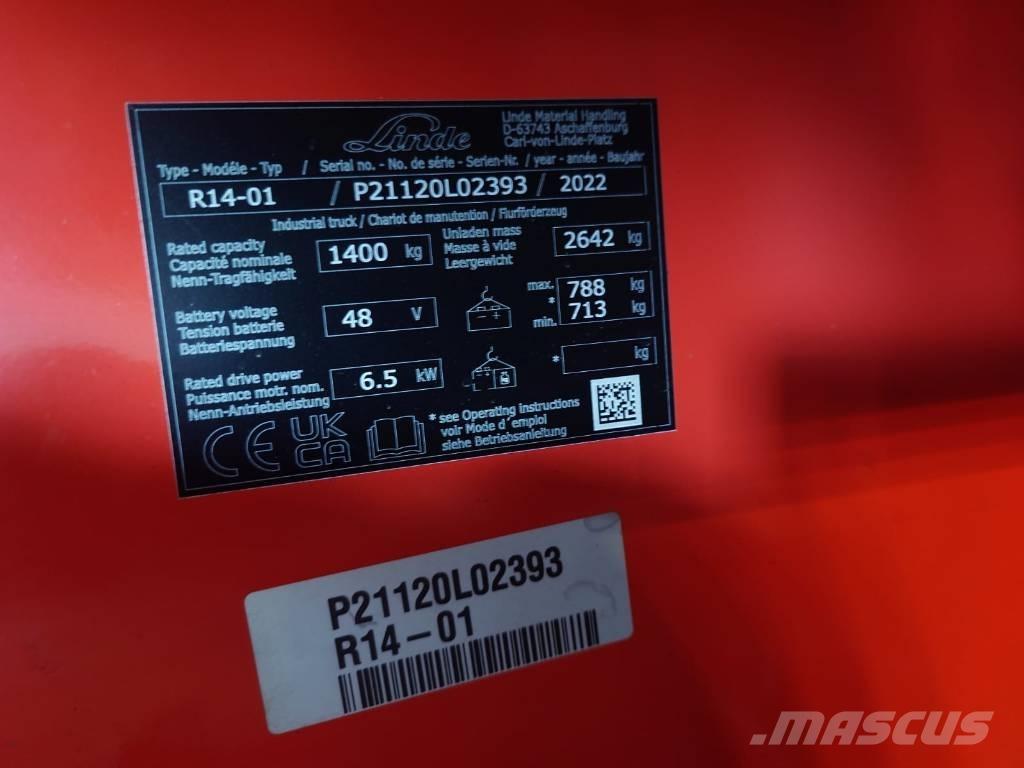 Linde
Linde Material Handling
D-63743 Aschaffenburg
Carl-von-Linde-Platz
Type - Modéle - Typ / Serial no. - No. de série - Serien-Nr. / year - année - Baujahr
R14-01 / P21120L02393 / 2022
Industrial truck / Chariot de manutention / Flurförderzeug
Rated capacity
Capacité nominale
Nenn-Tragfähigkeit
1400 kg
Unladen mass
Masse à vide
Leergewicht
2642 kg
Battery voltage
Tension batterie
Batteriespannung
48 V
max. 788 kg
*
min. 713 kg
Rated drive power
Puissance motr. nom.
Nenn-Antriebsleistung
6.5 kW
* kg
CE UK
CA
* see Operating instructions
voir Mode d'emploi
siehe Betriebsanleitung
P21120L02393
R14-01
.MASCUS